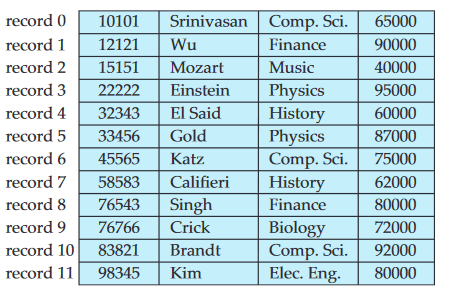 record 0 10101 Srinivasan Comp. Sci. 65000
record 1 12121 Wu Finance 90000
record 2 15151 Mozart Music 40000
record 3 22222 Einstein Physics 95000
record 4 32343 El Said History 60000
record 5 33456 Gold Physics 87000
record 6 45565 Katz Comp. Sci. 75000
record 7 58583 Califieri History 62000
record 8 76543 Singh Finance 80000
record 9 76766 Crick Biology 72000
record 10 83821 Brandt Comp. Sci. 92000
record 11 98345 Kim Elec. Eng. 80000